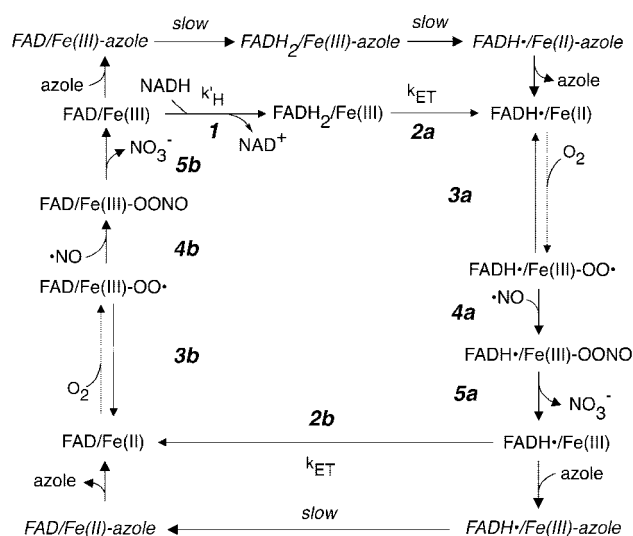 FAD/Fe(III)-azole slow FADH2/Fe(III)-azole slow FADH•/Fe(II)-azole
azole NADH k'H kET azole
FAD/Fe(III) 1 NAD+ FADH2/Fe(III) 2a FADH•/Fe(II)
NO3- 5b O2
3a
FAD/Fe(III)-OONO
•NO 4b FADH•/Fe(III)-OO•
FAD/Fe(III)-OO• •NO 4a
3b FADH•/Fe(III)-OONO
O2 5a NO3-
2b
FAD/Fe(II) kET FADH•/Fe(III)
azole azole
FAD/Fe(II)-azole slow FADH•/Fe(III)-azole